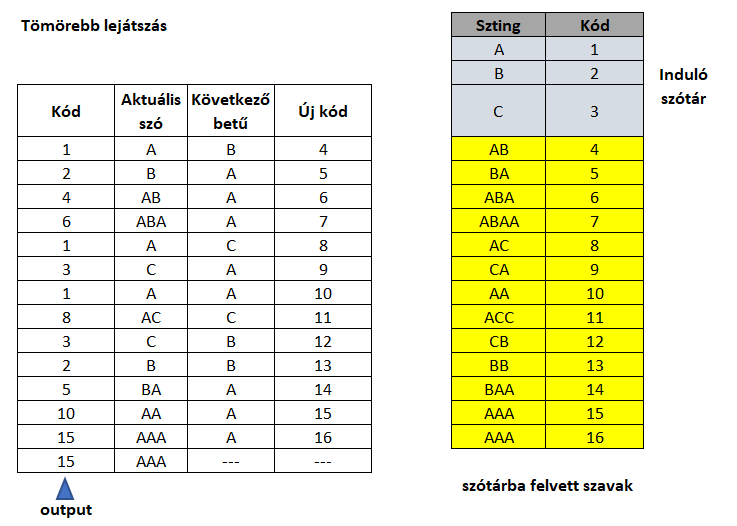 Tömörebb lejátszás
Kód Aktuális szó Következő betű Új kód
1 A B 4
2 B A 5
4 AB A 6
6 ABA A 7
1 A C 8
3 C A 9
1 A A 10
8 AC C 11
3 C B 12
2 B B 13
5 BA A 14
10 AA A 15
15 AAA A 16
15 AAA --- ---
output
Szting Kód
A 1
B 2
C 3
AB 4
BA 5
ABA 6
ABAA 7
AC 8
CA 9
AA 10
ACC 11
CB 12
BB 13
BAA 14
AAA 15
AAA 16
Induló
szótár
szótárba felvett szavak